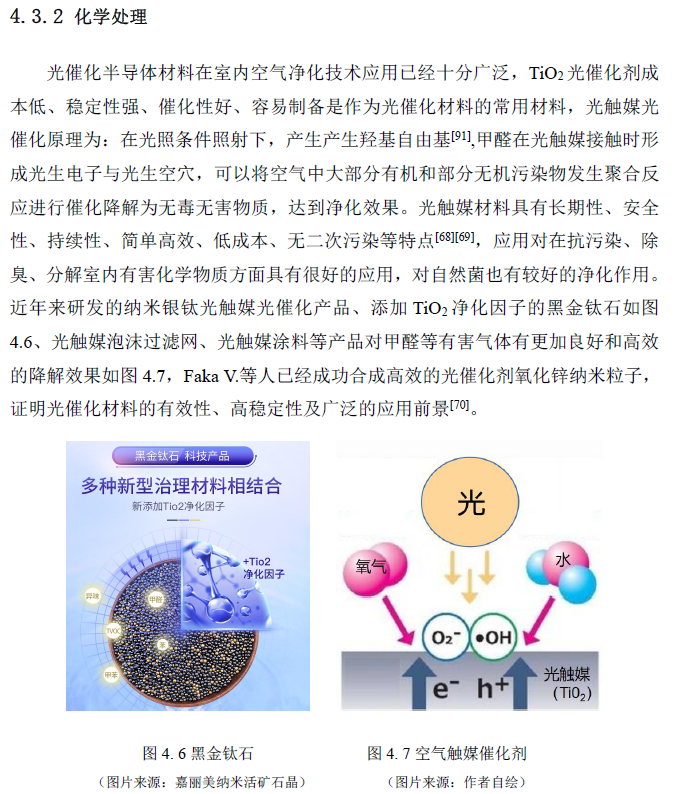 4.3.2 化学处理
光催化半导体材料在室内空气净化技术应用已经十分广泛，TiO₂光催化剂成
本低、稳定性强、催化性好、容易制备是作为光催化材料的常用材料，光触媒光
催化原理为：在光照条件照射下，产生产生羟基自由基[91],甲醛在光触媒接触时形
成光生电子与光生空穴，可以将空气中大部分有机和部分无机污染物发生聚合反
应进行催化降解为无毒无害物质，达到净化效果。光触媒材料具有长期性、安全
性、持续性、简单高效、低成本、无二次污染等特点[68][69]，应用对在抗污染、除
臭、分解室内有害化学物质方面具有很好的应用，对自然菌也有较好的净化作用。
近年来研发的纳米银钛光触媒光催化产品、添加 TiO₂净化因子的黑金钛石如图
4.6、光触媒泡沫过滤网、光触媒涂料等产品对甲醛等有害气体有更加良好和高效
的降解效果如图 4.7，Faka V.等人已经成功合成高效的光催化剂氧化锌纳米粒子，
证明光催化材料的有效性、高稳定性及广泛的应用前景[70]。
黑金钛石 科技产品
多种新型治理材料相结合
新添加Tio2净化因子
+Tio2
净化因子
异味
甲醛
TVOC
苯
甲苯
光
氧气
水
O₂⁻
•OH
e⁻
h⁺
光触媒
(TiO₂)
图 4.6 黑金钛石
图 4.7 空气触媒催化剂
（图片来源：嘉丽美纳米活矿石晶）
（图片来源：作者自绘）